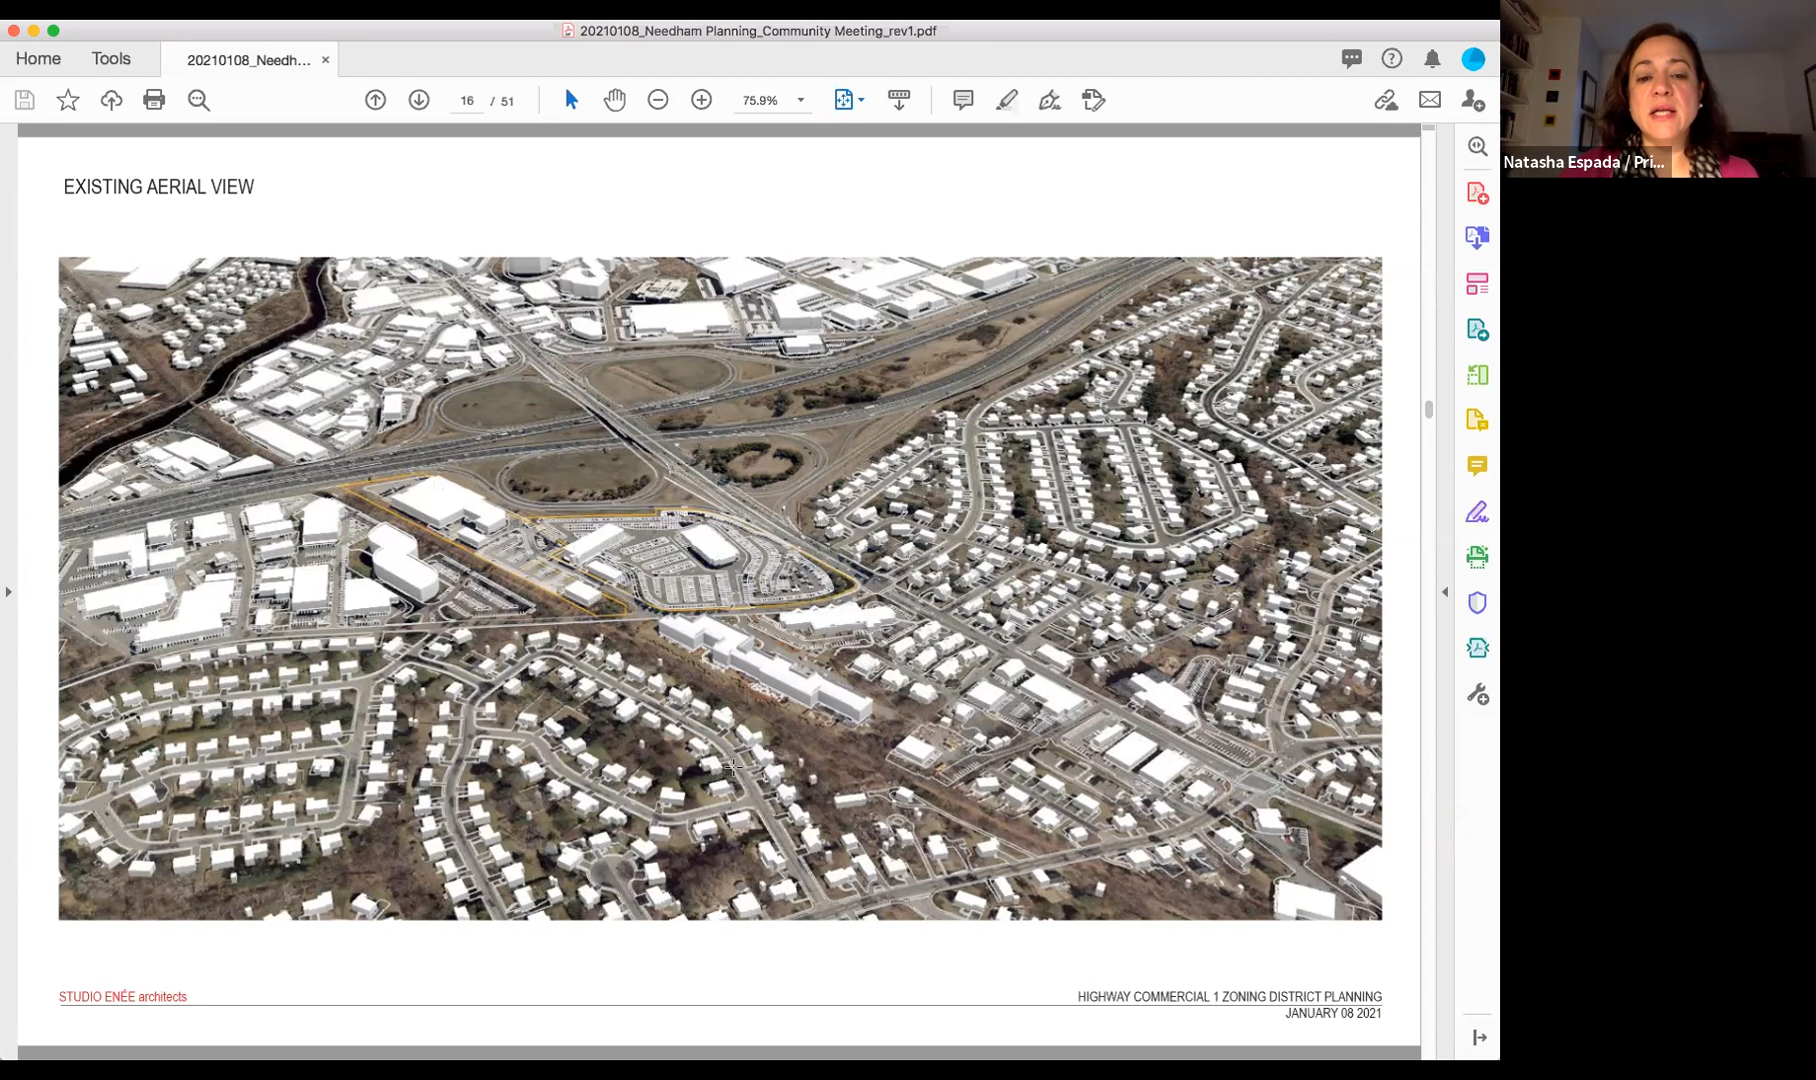 20210108_Needham Planning_Community Meeting_rev1.pdf
Home
Tools
20210108_Needh...
16 / 51
75.9%
Natasha Espada / Pri...
EXISTING AERIAL VIEW
STUDIO ENÉE architects
HIGHWAY COMMERCIAL 1 ZONING DISTRICT PLANNING
JANUARY 08 2021